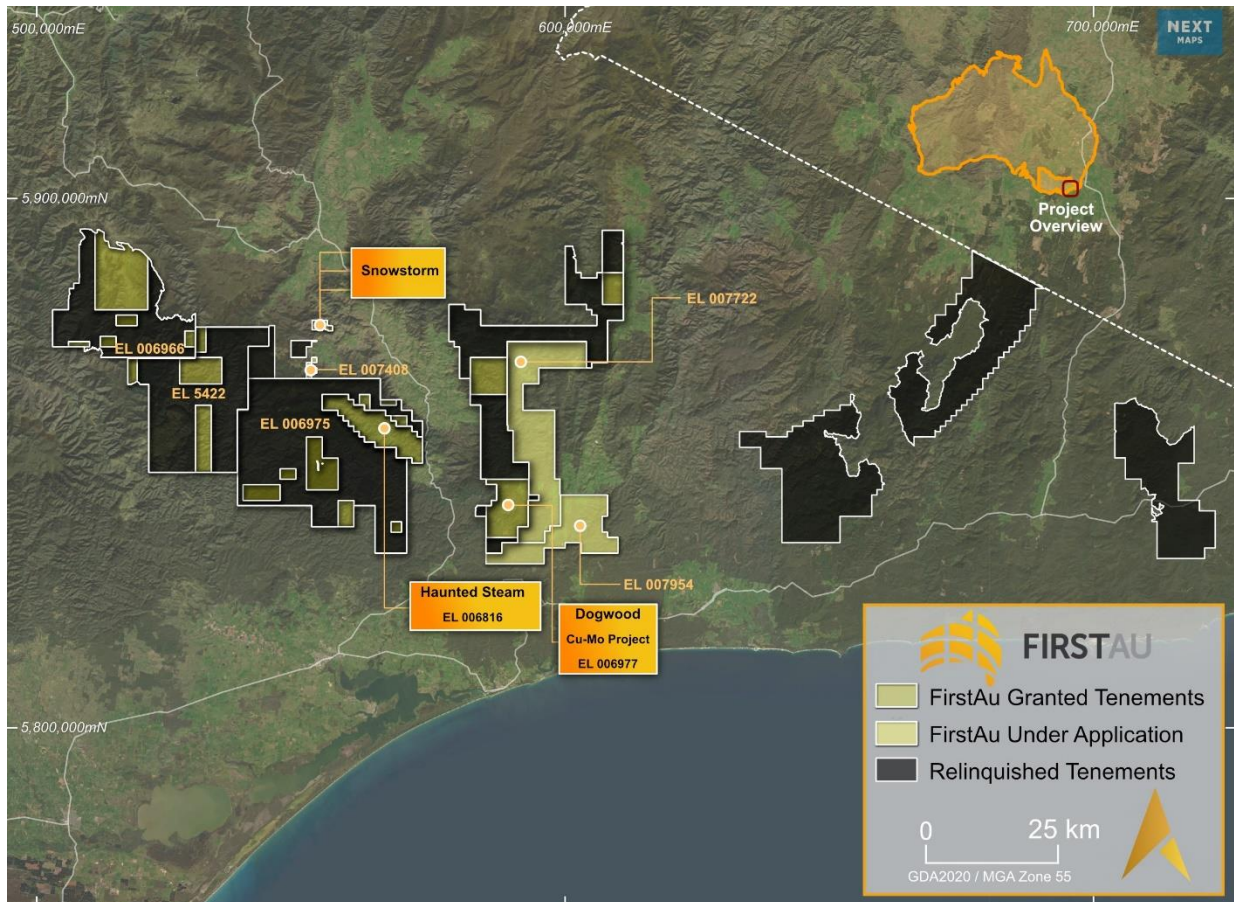 500,000mE
600,000mE
700,000mE
NEXT
MAPS
5,900,000mN
Project
Overview
Snowstorm
EL 007722
EL 006966
EL 007408
EL 5422
EL 006975
EL 007954
Haunted Steam
EL 006816
Dogwood
Cu-Mo Project
EL 006977
5,800,000mN
FIRSTAU
FirstAu Granted Tenements
FirstAu Under Application
Relinquished Tenements
0 25 km
GDA2020 / MGA Zone 55